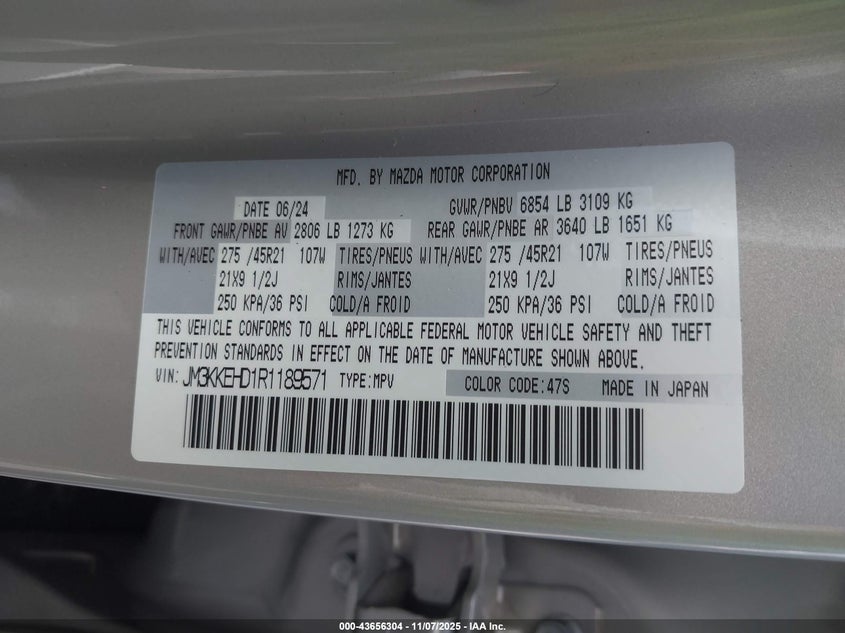 MFD. BY MAZDA MOTOR CORPORATION
DATE 06/24 GVWR/PNBV 6854 LB 3109 KG
FRONT GAWR/PNBE AV 2806 LB 1273 KG REAR GAWR/PNBE AR 3640 LB 1651 KG
WITH/AVEC 275 /45R21 107W TIRES/PNEUS WITH/AVEC 275 /45R21 107W TIRES/PNEUS
21X9 1/2J RIMS/JANTES 21X9 1/2J RIMS/JANTES
250 KPA/36 PSI COLD/A FROID 250 KPA/36 PSI COLD/A FROID
THIS VEHICLE CONFORMS TO ALL APPLICABLE FEDERAL MOTOR VEHICLE SAFETY AND THEFT
PREVENTION STANDARDS IN EFFECT ON THE DATE OF MANUFACTURE SHOWN ABOVE.
VIN: JM3KKEHD1R1189571 TYPE:MPV COLOR CODE:47S MADE IN JAPAN
000-43656304 - 11/07/2025 - IAA Inc.